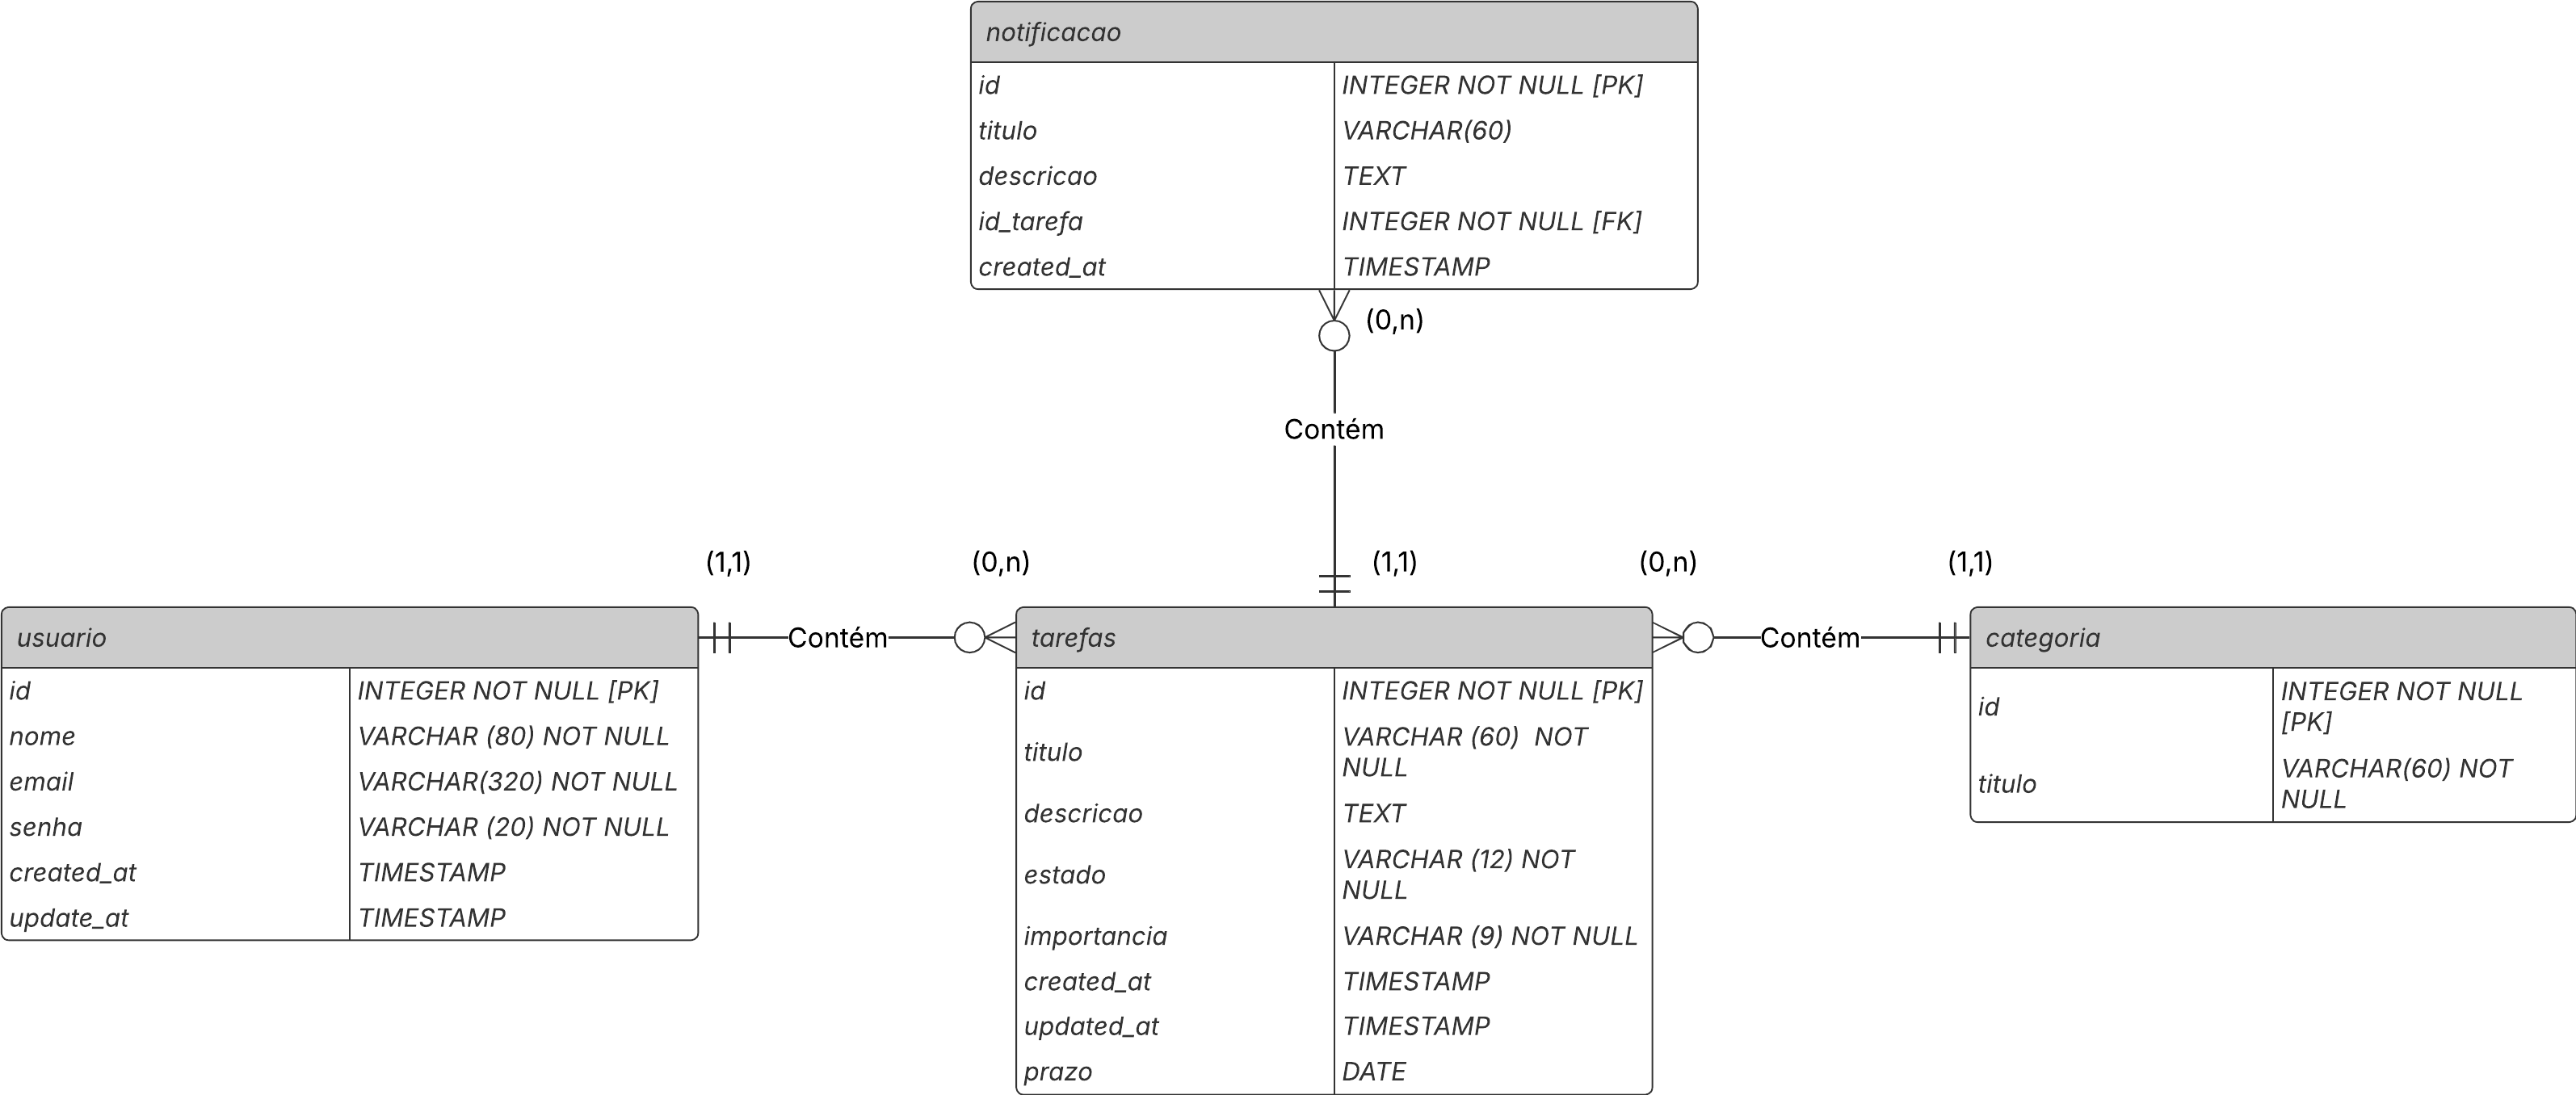 notificacao
id INTEGER NOT NULL [PK]
titulo VARCHAR(60)
descricao TEXT
id_tarefa INTEGER NOT NULL [FK]
created_at TIMESTAMP
(0,n)
Contém
(1,1) (0,n) (1,1) (0,n) (1,1)
usuario
id INTEGER NOT NULL [PK]
nome VARCHAR (80) NOT NULL
email VARCHAR(320) NOT NULL
senha VARCHAR (20) NOT NULL
created_at TIMESTAMP
update_at TIMESTAMP
Contém
tarefas
id INTEGER NOT NULL [PK]
titulo VARCHAR (60) NOT
NULL
descricao TEXT
estado VARCHAR (12) NOT
NULL
importancia VARCHAR (9) NOT NULL
created_at TIMESTAMP
updated_at TIMESTAMP
prazo DATE
Contém
categoria
id INTEGER NOT NULL
[PK]
titulo VARCHAR(60) NOT
NULL